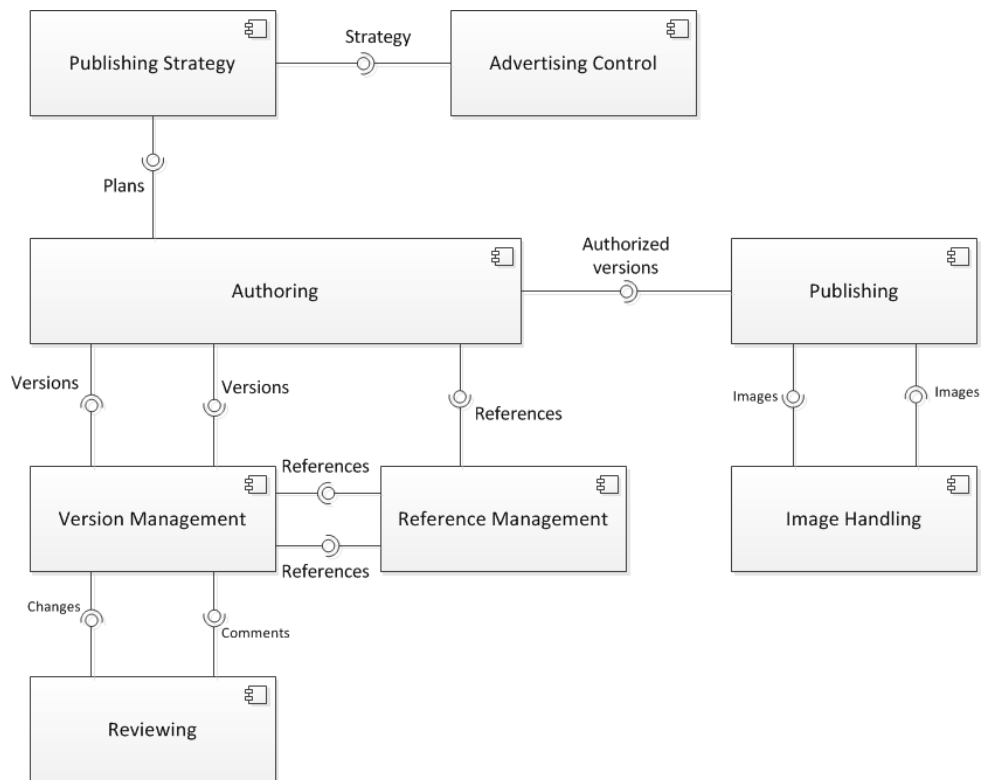 Strategy
Publishing Strategy
Advertising Control
Plans
Authorized
versions
Authoring
Publishing
Versions
Versions
References
Images
Images
References
Version Management
Reference Management
Image Handling
References
Changes
Comments
Reviewing